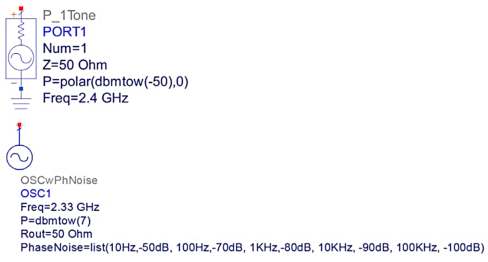 P_1Tone
PORT1
Num=1
Z=50 Ohm
P=polar(dbmtow(-50),0)
Freq=2.4 GHz
OSCwPhNoise
OSC1
Freq=2.33 GHz
P=dbmtow(7)
Rout=50 Ohm
PhaseNoise=list(10Hz,-50dB, 100Hz,-70dB, 1KHz,-80dB, 10KHz, -90dB, 100KHz, -100dB)